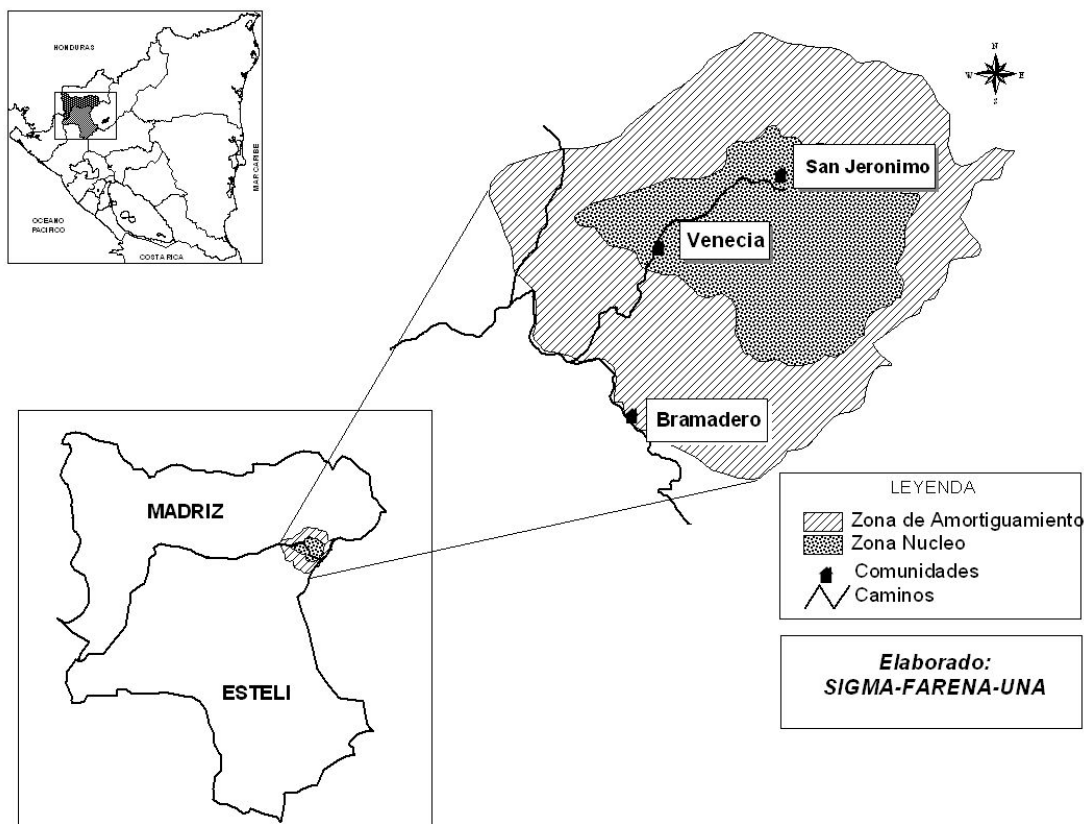 HONDURAS
MAR CARIBE
OCEANO
PACIFICO
COSTA RICA
N
W
E
S
San Jeronimo
Venecia
Bramadero
MADRIZ
ESTELI
LEYENDA
Zona de Amortiguamiento
Zona Nucleo
Comunidades
Caminos
Elaborado:
SIGMA-FARENA-UNA